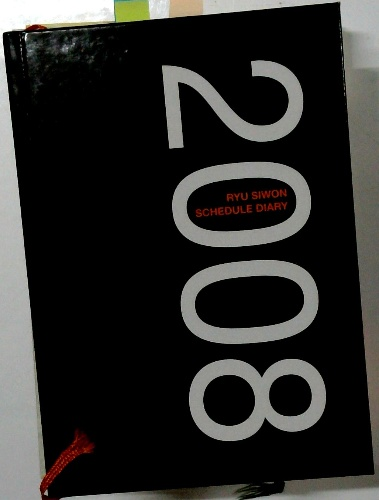 2008
RYU SIWON
SCHEDULE DIARY